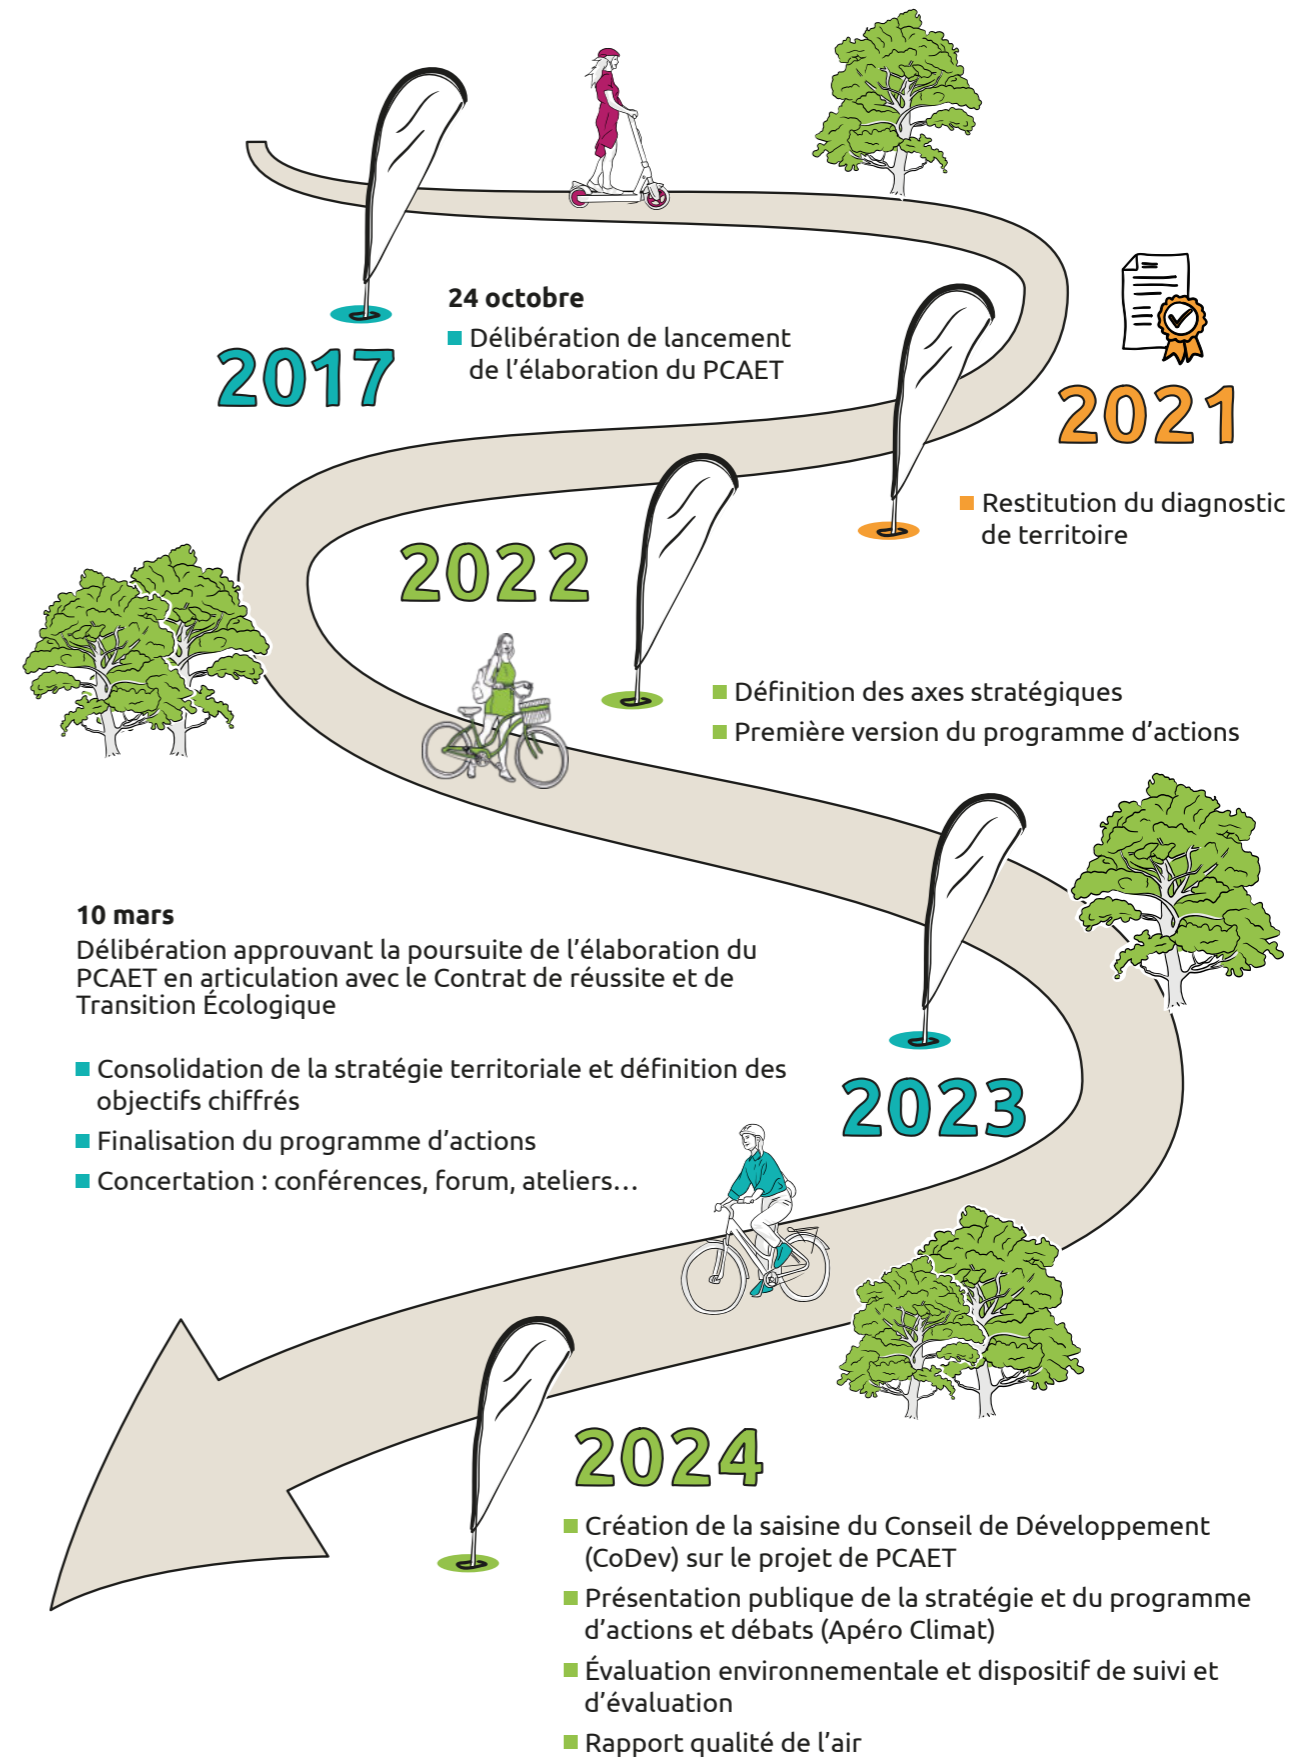 24 octobre
■ Délibération de lancement
de l’élaboration du PCAET
2017
2021
■ Restitution du diagnostic
de territoire
2022
■ Définition des axes stratégiques
■ Première version du programme d’actions
10 mars
Délibération approuvant la poursuite de l’élaboration du
PCAET en articulation avec le Contrat de réussite et de
Transition Écologique
■ Consolidation de la stratégie territoriale et définition des
objectifs chiffrés
■ Finalisation du programme d’actions
■ Concertation : conférences, forum, ateliers…
2023
2024
■ Création de la saisine du Conseil de Développement
(CoDev) sur le projet de PCAET
■ Présentation publique de la stratégie et du programme
d’actions et débats (Apéro Climat)
■ Évaluation environnementale et dispositif de suivi et
d’évaluation
■ Rapport qualité de l’air